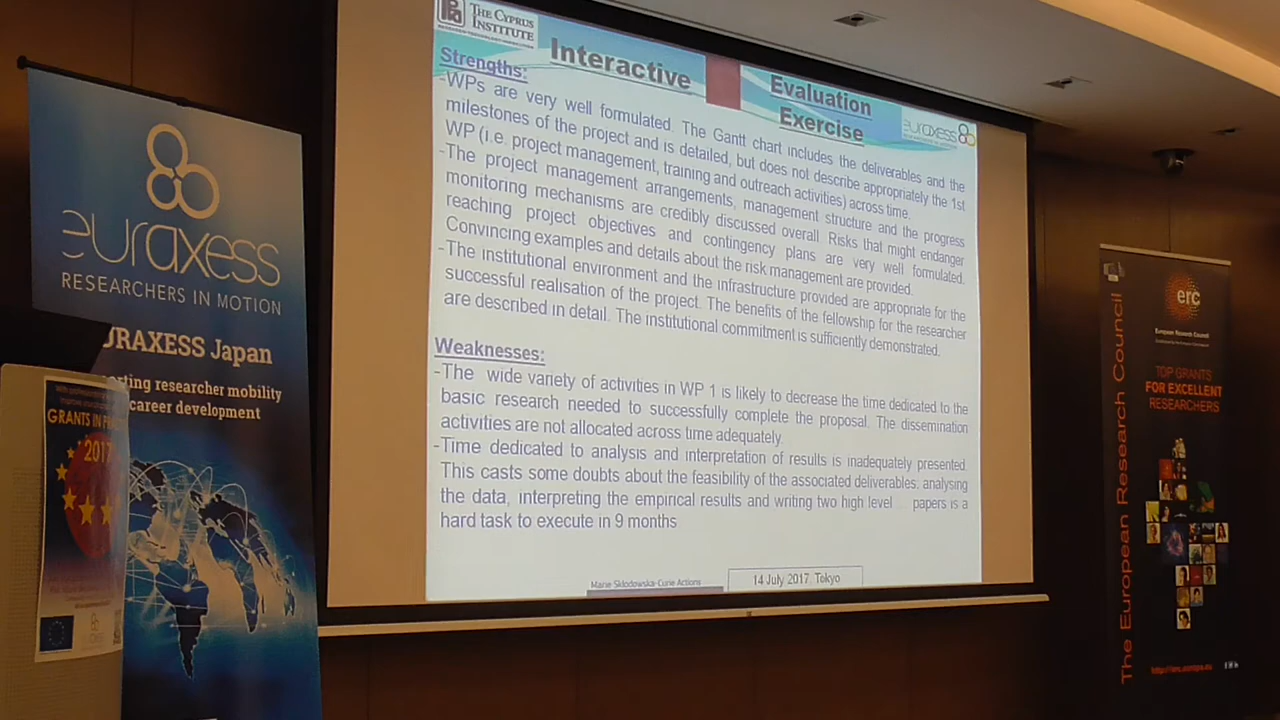 euraxess
RESEARCHERS IN MOTION
URAXESS Japan
orting researcher mobility
career development
GRANTS IN
2017
THE CYPRUS
INSTITUTE
Interactive
Evaluation
Exercise
euraxess
Strengths:
-WPs are very well formulated. The Gantt chart includes the deliverables and the
milestones of the project and is detailed, but does not describe appropriately the 1st
WP (i.e. project management, training and outreach activities) across time.
-The project management arrangements, management structure and the progress
monitoring mechanisms are credibly discussed overall Risks that might endanger
reaching project objectives and contingency plans are very well formulated.
Convincing examples and details about the risk management are provided.
-The institutional environment and the infrastructure provided are appropriate for the
successful realisation of the project. The benefits of the fellowship for the researcher
are described in detail. The institutional commitment is sufficiently demonstrated.
Weaknesses:
-The wide variety of activities in WP 1 is likely to decrease the time dedicated to the
basic research needed to successfully complete the proposal. The dissemination
activities are not allocated across time adequately.
-Time dedicated to analysis and interpretation of results is inadequately presented.
This casts some doubts about the feasibility of the associated deliverables. analysing
the data, interpreting the empirical results and writing two high level papers is a
hard task to execute in 9 months
Marie Skłodowska-Curie Actions
14 July 2017, Tokyo
The European Research Council
erc
European Research Council
TOP GRANTS
FOR EXCELLENT
RESEARCHERS
http://erc.europa.eu